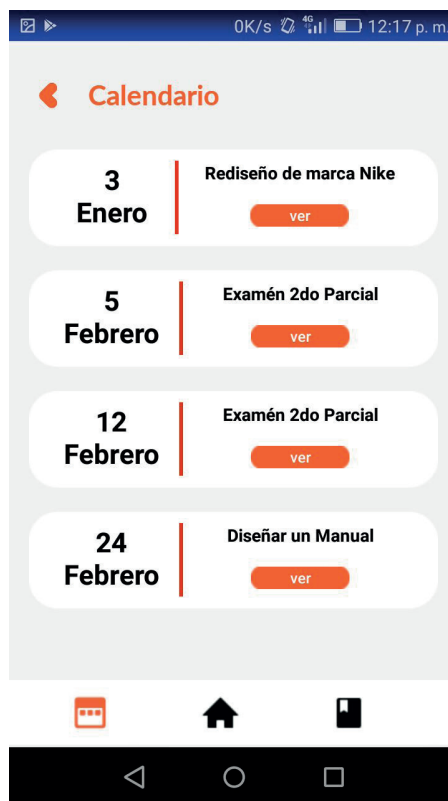 0K/s 4G 12:17 p. m.
Calendario
3
Enero
Rediseño de marca Nike
ver
5
Febrero
Examén 2do Parcial
ver
12
Febrero
Examén 2do Parcial
ver
24
Febrero
Diseñar un Manual
ver